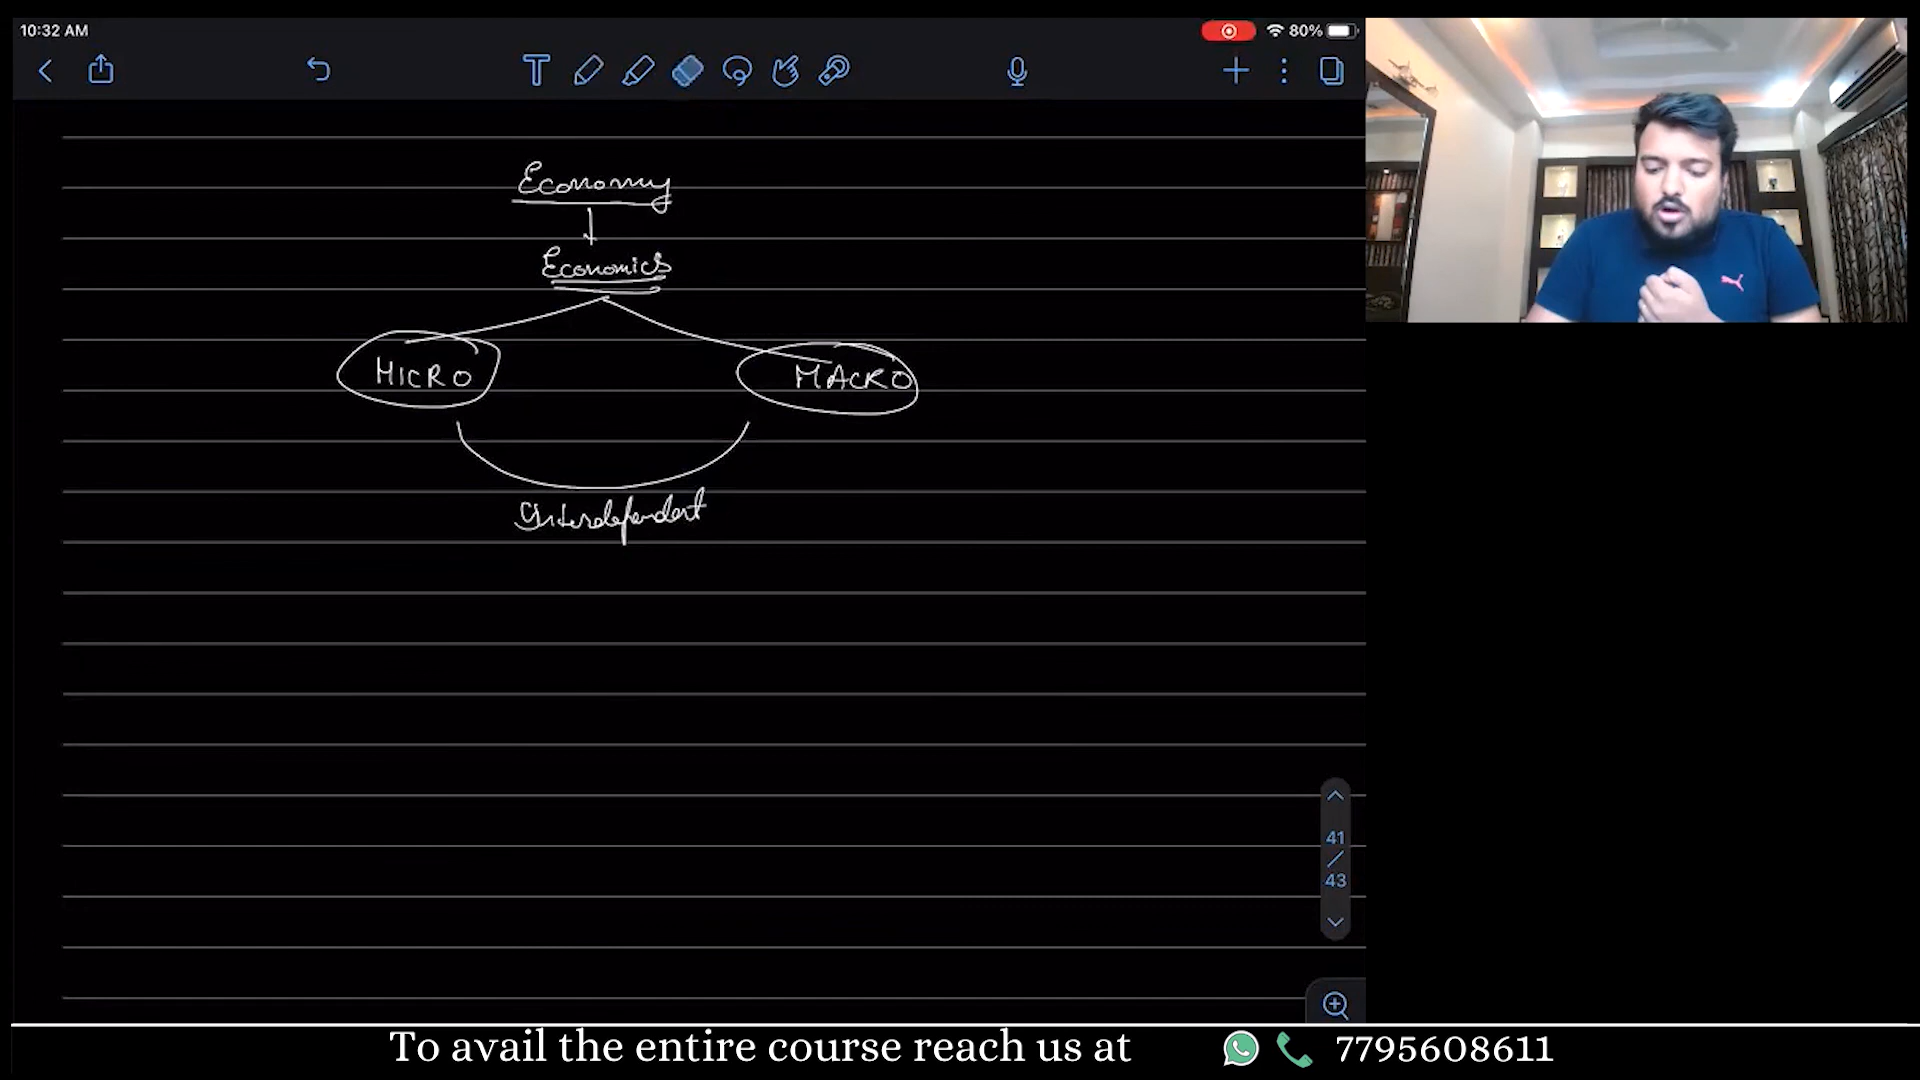 10:32 AM
80%
Economy
Economics
MICRO
MACRO
Interdependent
41
43
To avail the entire course reach us at 7795608611